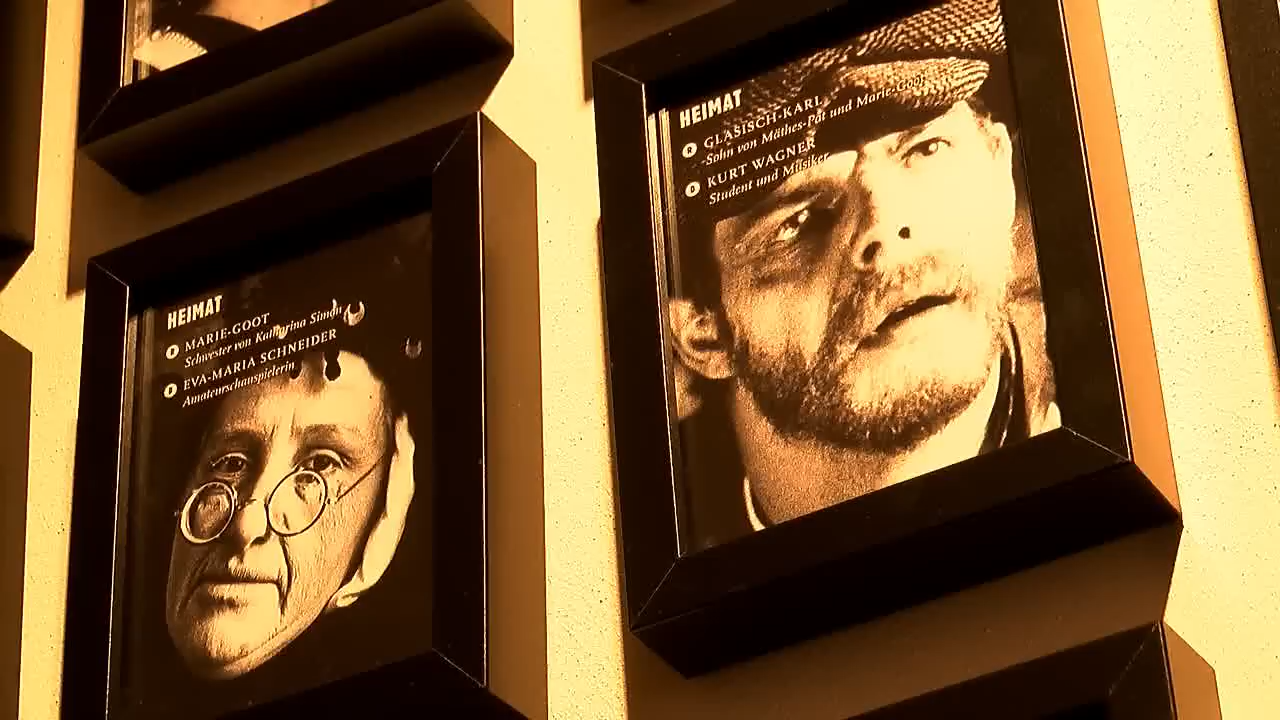 HEIMAT
R MARIE-GOOT
Schwester von Katharina Simon
D EVA-MARIA SCHNEIDER
Amateurschauspielerin
HEIMAT
R GLASISCH-KARL
-Sohn von Mäthes-Pat und Marie-Goot
D KURT WAGNER
Student und Musiker